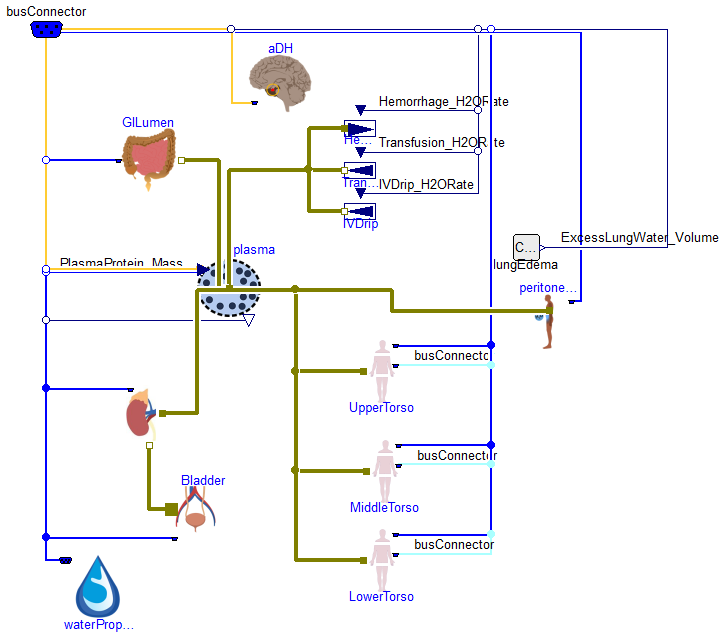 busConnector
aDH
GILumen
Hemorrhage_H2ORate
He...
Transfusion_H2ORate
Tran...
IVDrip_H2ORate
IVDrip
ExcessLungWater_Volume
C...
lungEdema
plasma
PlasmaProtein_Mass
peritone...
busConnector
UpperTorso
busConnector
MiddleTorso
Bladder
busConnector
LowerTorso
waterProp...